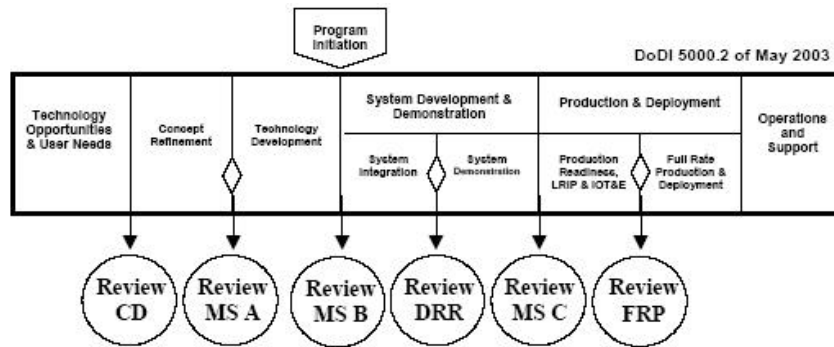 Program
Initiation
DoDI 5000.2 of May 2003
Technology
Opportunities
& User Needs
Concept
Refinement
Technology
Development
System Development &
Demonstration
System
Integration
System
Demonstration
Production & Deployment
Production
Readiness,
LRIP & IOT&E
Full Rate
Production &
Deployment
Operations
and
Support
Review
CD
Review
MS A
Review
MS B
Review
DRR
Review
MS C
Review
FRP